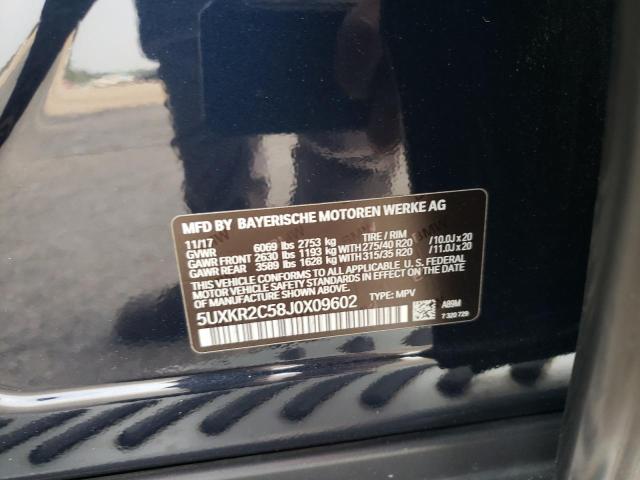 MFD BY BAYERISCHE MOTOREN WERKE AG
11/17 TIRE / RIM
GVWR 6069 lbs 2753 kg
GAWR FRONT 2630 lbs 1193 kg WITH 275/40 R20 /10.0J x 20
GAWR REAR 3589 lbs 1628 kg WITH 315/35 R20 /11.0J x 20
THIS VEHICLE CONFORMS TO ALL APPLICABLE U.S. FEDERAL
MOTOR VEHICLE SAFETY STANDARDS IN EFFECT ON THE
DATE OF MANUFACTURE SHOWN ABOVE.
5UXKR2C58J0X09602 TYPE: MPV
A89M
7 320 729